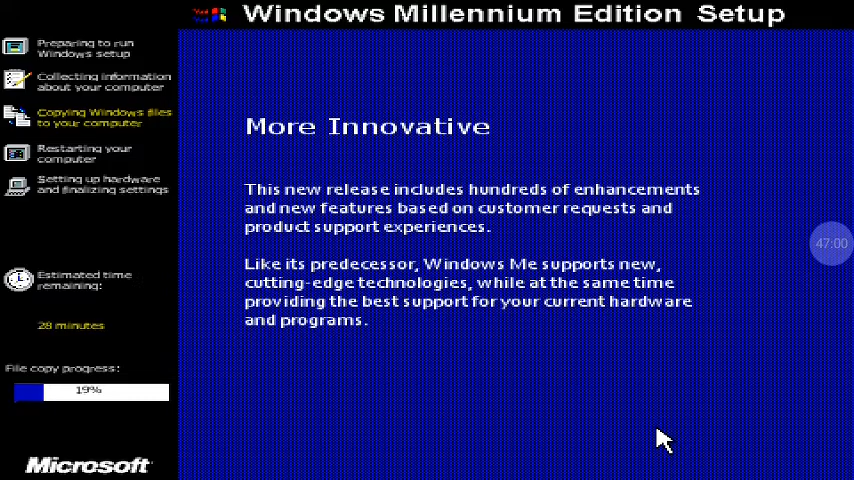 Windows Millennium Edition Setup
Preparing to run
Windows setup
Collecting information
about your computer
Copying Windows files
to your computer
Restarting your
computer
Setting up hardware
and finalizing settings
Estimated time
remaining:
28 minutes
File copy progress:
19%
Microsoft
More Innovative
This new release includes hundreds of enhancements
and new features based on customer requests and
product support experiences.
Like its predecessor, Windows Me supports new,
cutting-edge technologies, while at the same time
providing the best support for your current hardware
and programs.
47:00